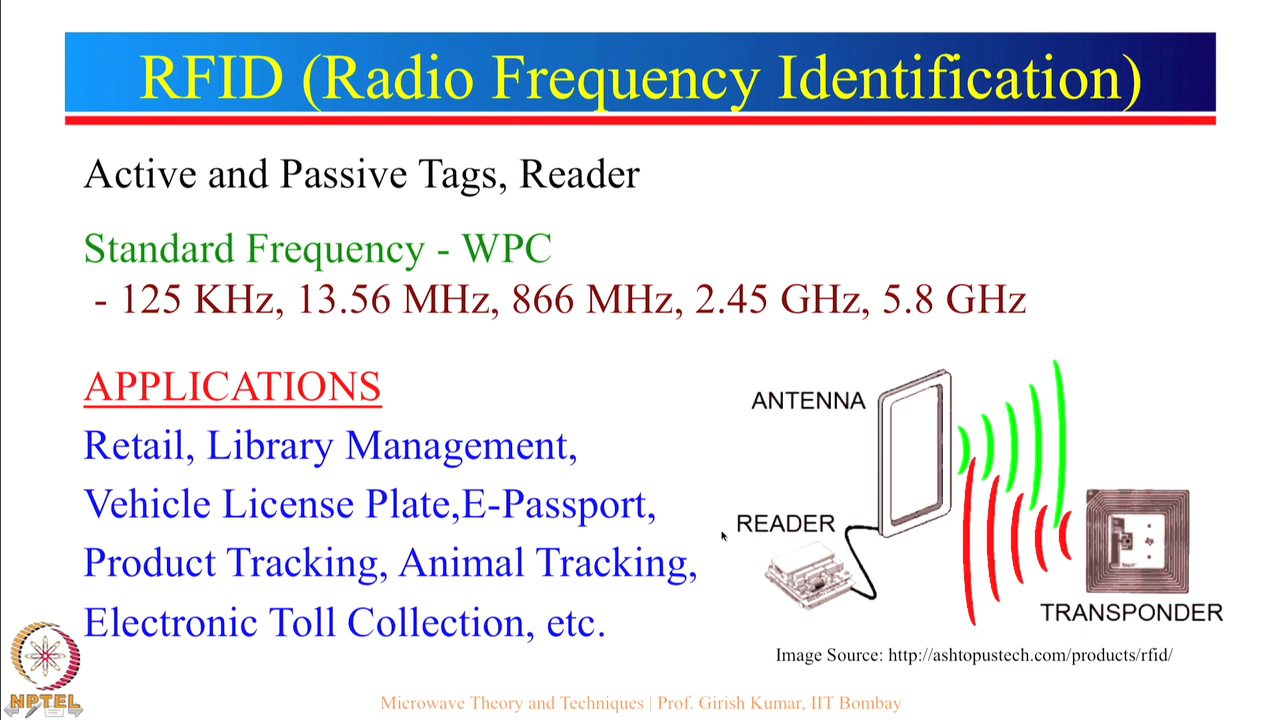 RFID (Radio Frequency Identification)
Active and Passive Tags, Reader
Standard Frequency - WPC
- 125 KHz, 13.56 MHz, 866 MHz, 2.45 GHz, 5.8 GHz
APPLICATIONS
Retail, Library Management,
Vehicle License Plate,E-Passport,
Product Tracking, Animal Tracking,
Electronic Toll Collection, etc.
ANTENNA
READER
TRANSPONDER
Image Source: http://ashtopustech.com/products/rfid/
NPTEL
Microwave Theory and Techniques | Prof. Girish Kumar, IIT Bombay